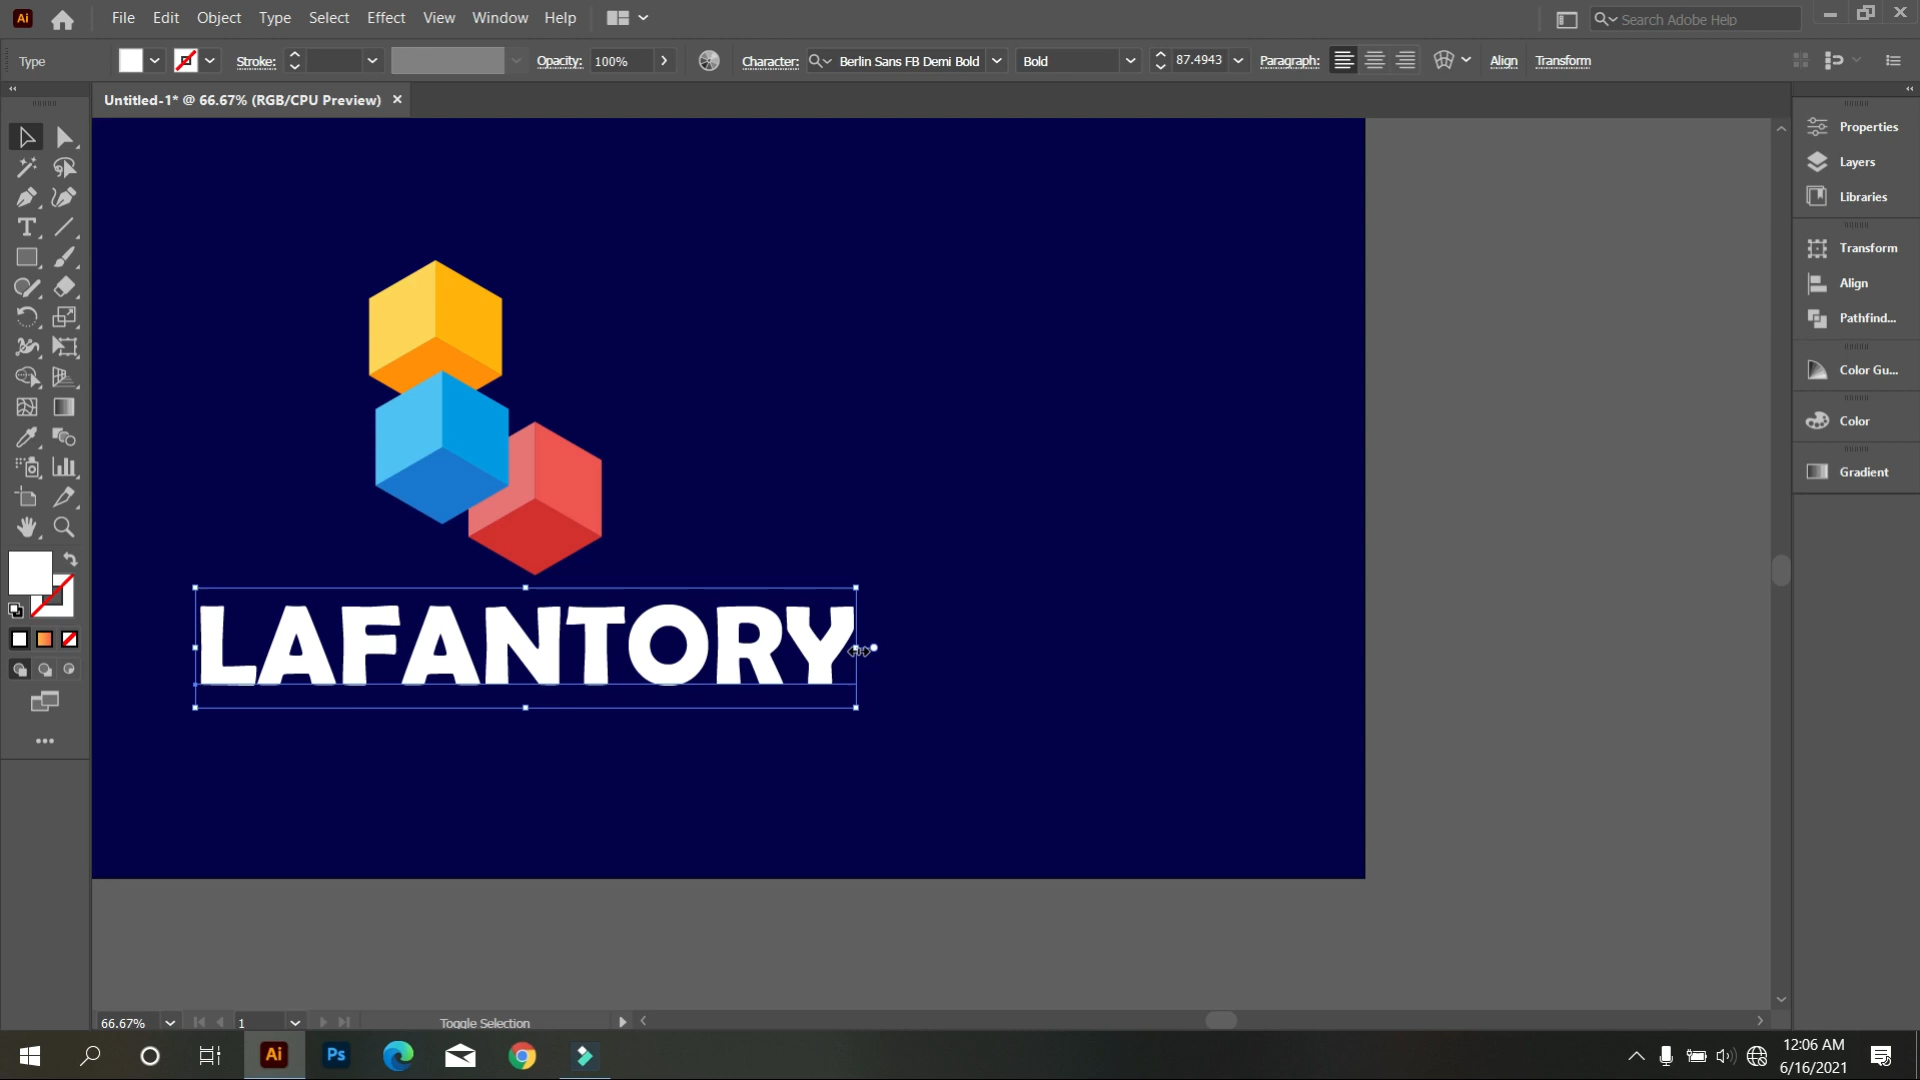 Ai
File Edit Object Type Select Effect View Window Help
Search Adobe Help
Type
Stroke:
Opacity: 100%
Character: Berlin Sans FB Demi Bold
Bold
87.4943
Paragraph:
Align
Transform
Untitled-1* @ 66.67% (RGB/CPU Preview)
Properties
Layers
Libraries
Transform
Align
Pathfind...
Color Gu...
Color
Gradient
T
LAFANTORY
66.67%
1
Toggle Selection
Ai
Ps
12:06 AM
6/16/2021